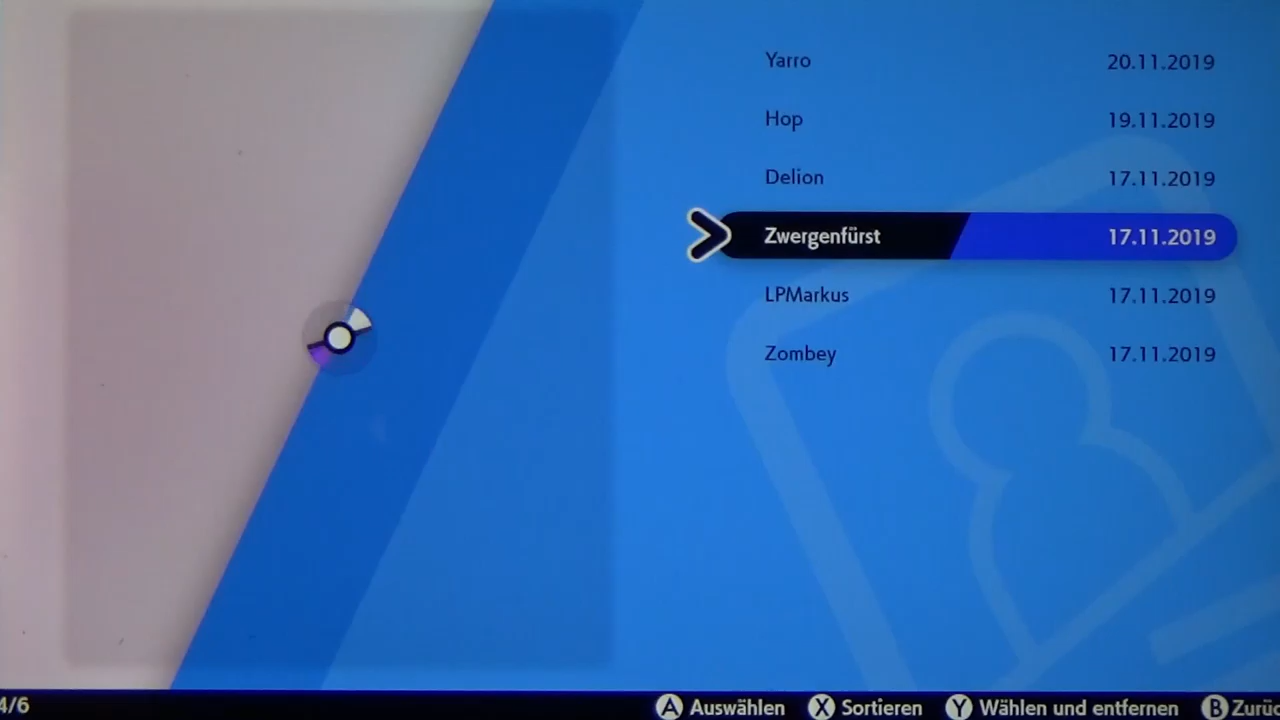 Yarro 20.11.2019
Hop 19.11.2019
Delion 17.11.2019
Zwergenfürst 17.11.2019
LPMarkus 17.11.2019
Zombey 17.11.2019
4/6 A Auswählen X Sortieren Y Wählen und entfernen B Zurüc